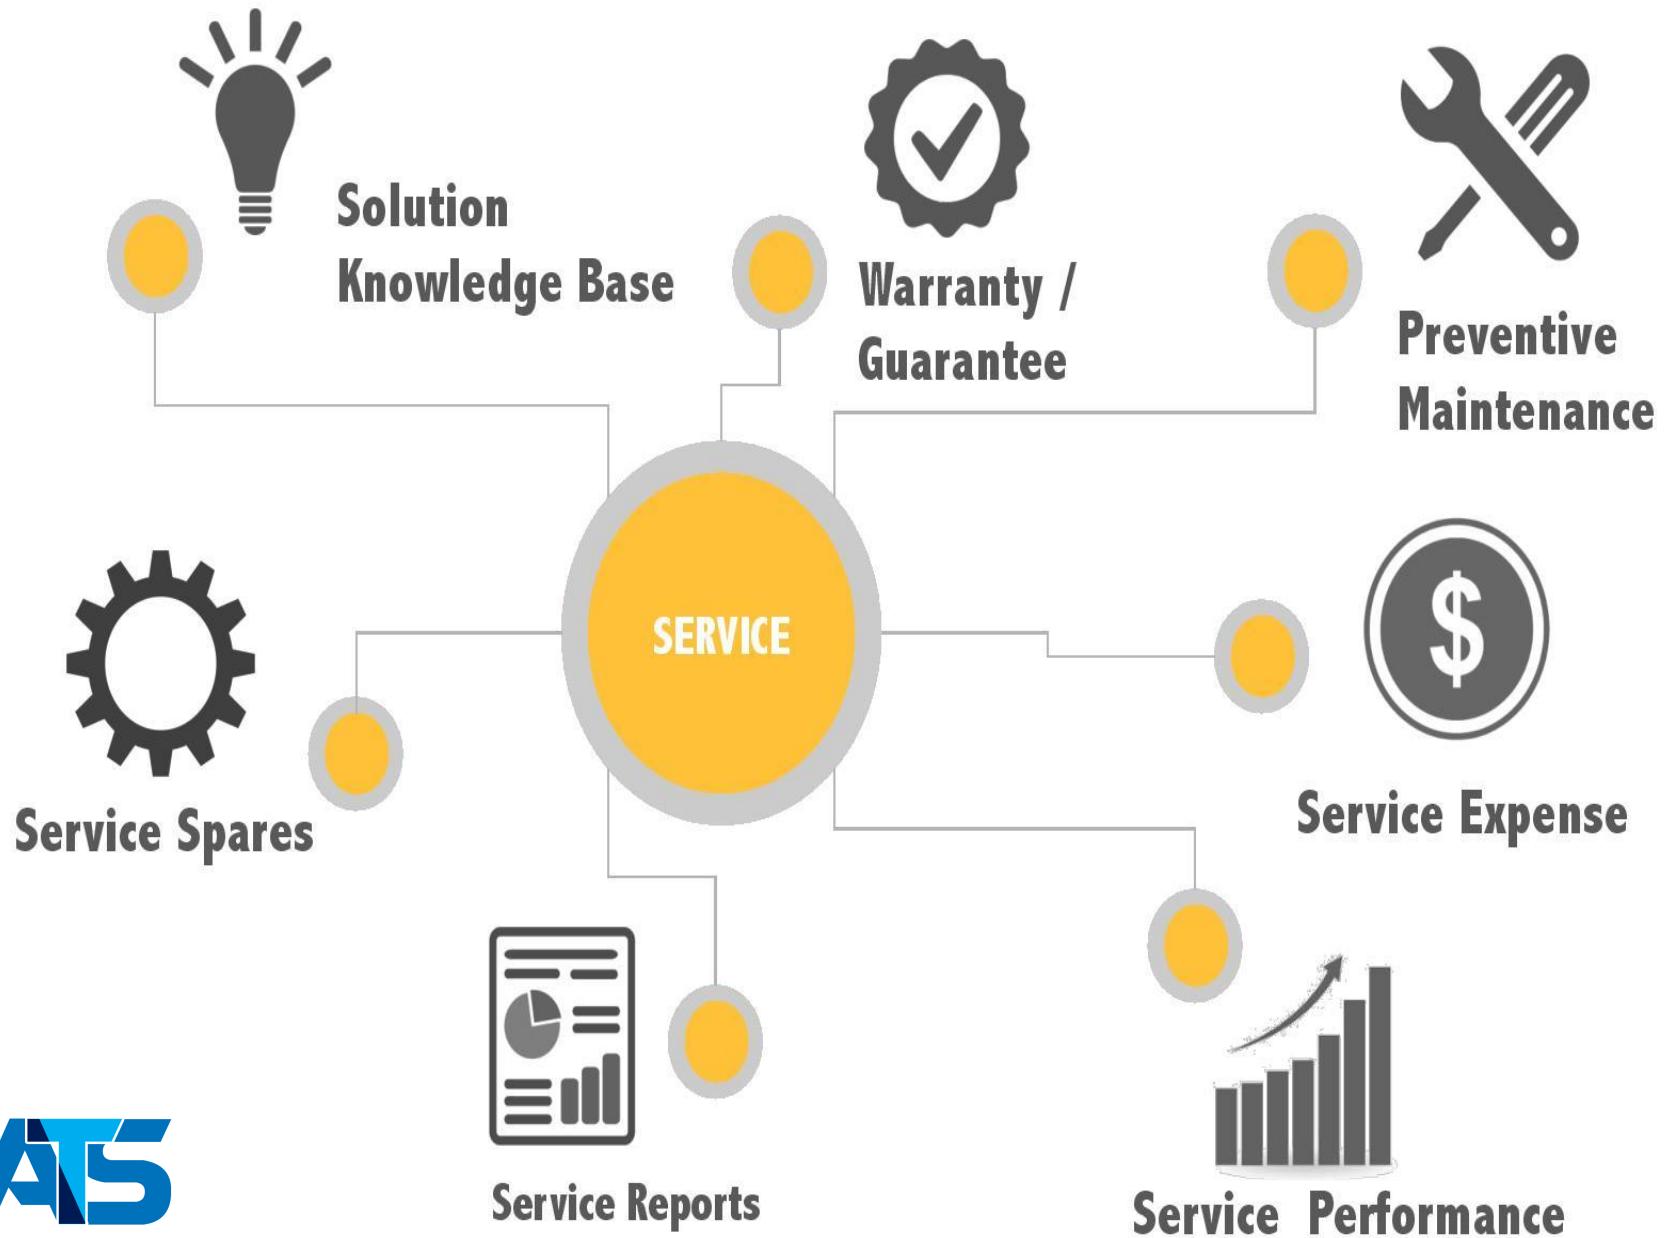 Solution
Knowledge Base
Warranty /
Guarantee
Preventive
Maintenance
SERVICE
$
Service Spares
Service Expense
Service Reports
Service Performance
ATS